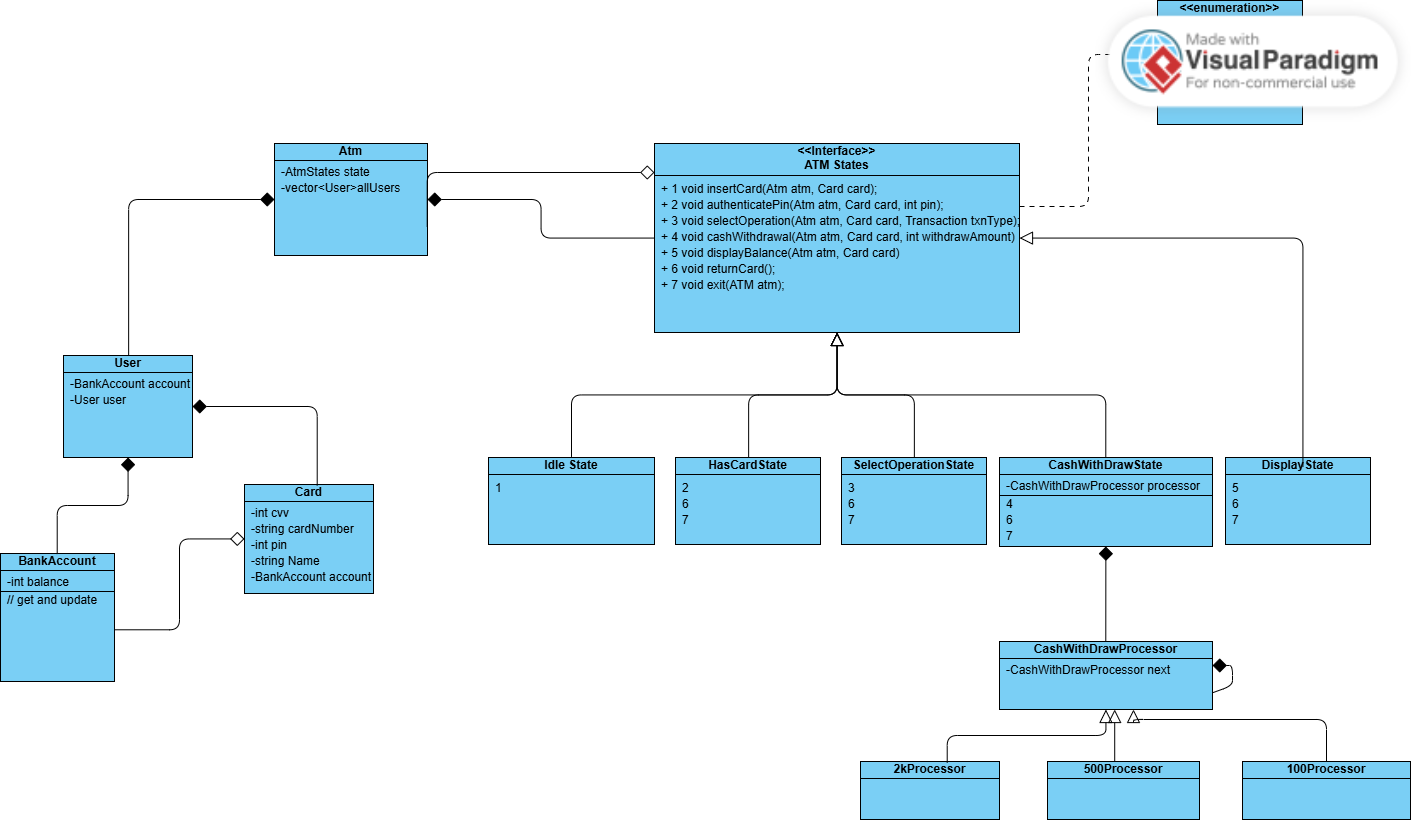 <<enumeration>>
Made with
Visual Paradigm
For non-commercial use
Atm
-AtmStates state
-vector<User>allUsers
<<Interface>>
ATM States
+ 1 void insertCard(Atm atm, Card card);
+ 2 void authenticatePin(Atm atm, Card card, int pin);
+ 3 void selectOperation(Atm atm, Card card, Transaction txnType);
+ 4 void cashWithdrawal(Atm atm, Card card, int withdrawAmount)
+ 5 void displayBalance(Atm atm, Card card)
+ 6 void returnCard();
+ 7 void exit(ATM atm);
User
-BankAccount account
-User user
Card
-int cvv
-string cardNumber
-int pin
-string Name
-BankAccount account
BankAccount
-int balance
// get and update
Idle State
1
HasCardState
2
6
7
SelectOperationState
3
6
7
CashWithDrawState
-CashWithDrawProcessor processor
4
6
7
DisplayState
5
6
7
CashWithDrawProcessor
-CashWithDrawProcessor next
2kProcessor
500Processor
100Processor